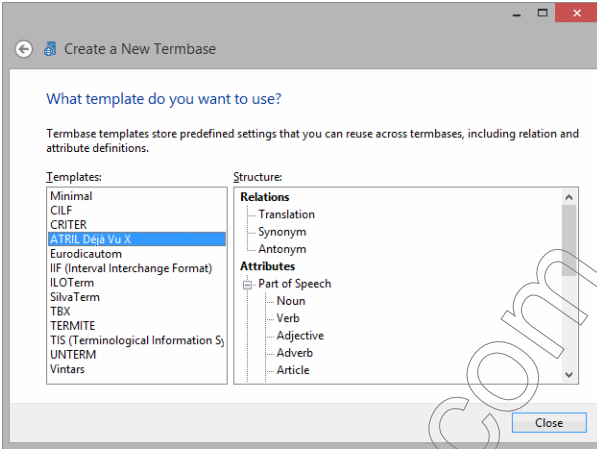 Create a New Termbase
What template do you want to use?
Termbase templates store predefined settings that you can reuse across termbases, including relation and
attribute definitions.
Templates:
Minimal
CILF
CRITER
ATRIL Déjà Vu X
Eurodicautom
IIF (Interval Interchange Format)
ILOTerm
SilvaTerm
TBX
TERMITE
TIS (Terminological Information Sy
UNTERM
Vintars
Structure:
Relations
Translation
Synonym
Antonym
Attributes
Part of Speech
Noun
Verb
Adjective
Adverb
Article
Close
com